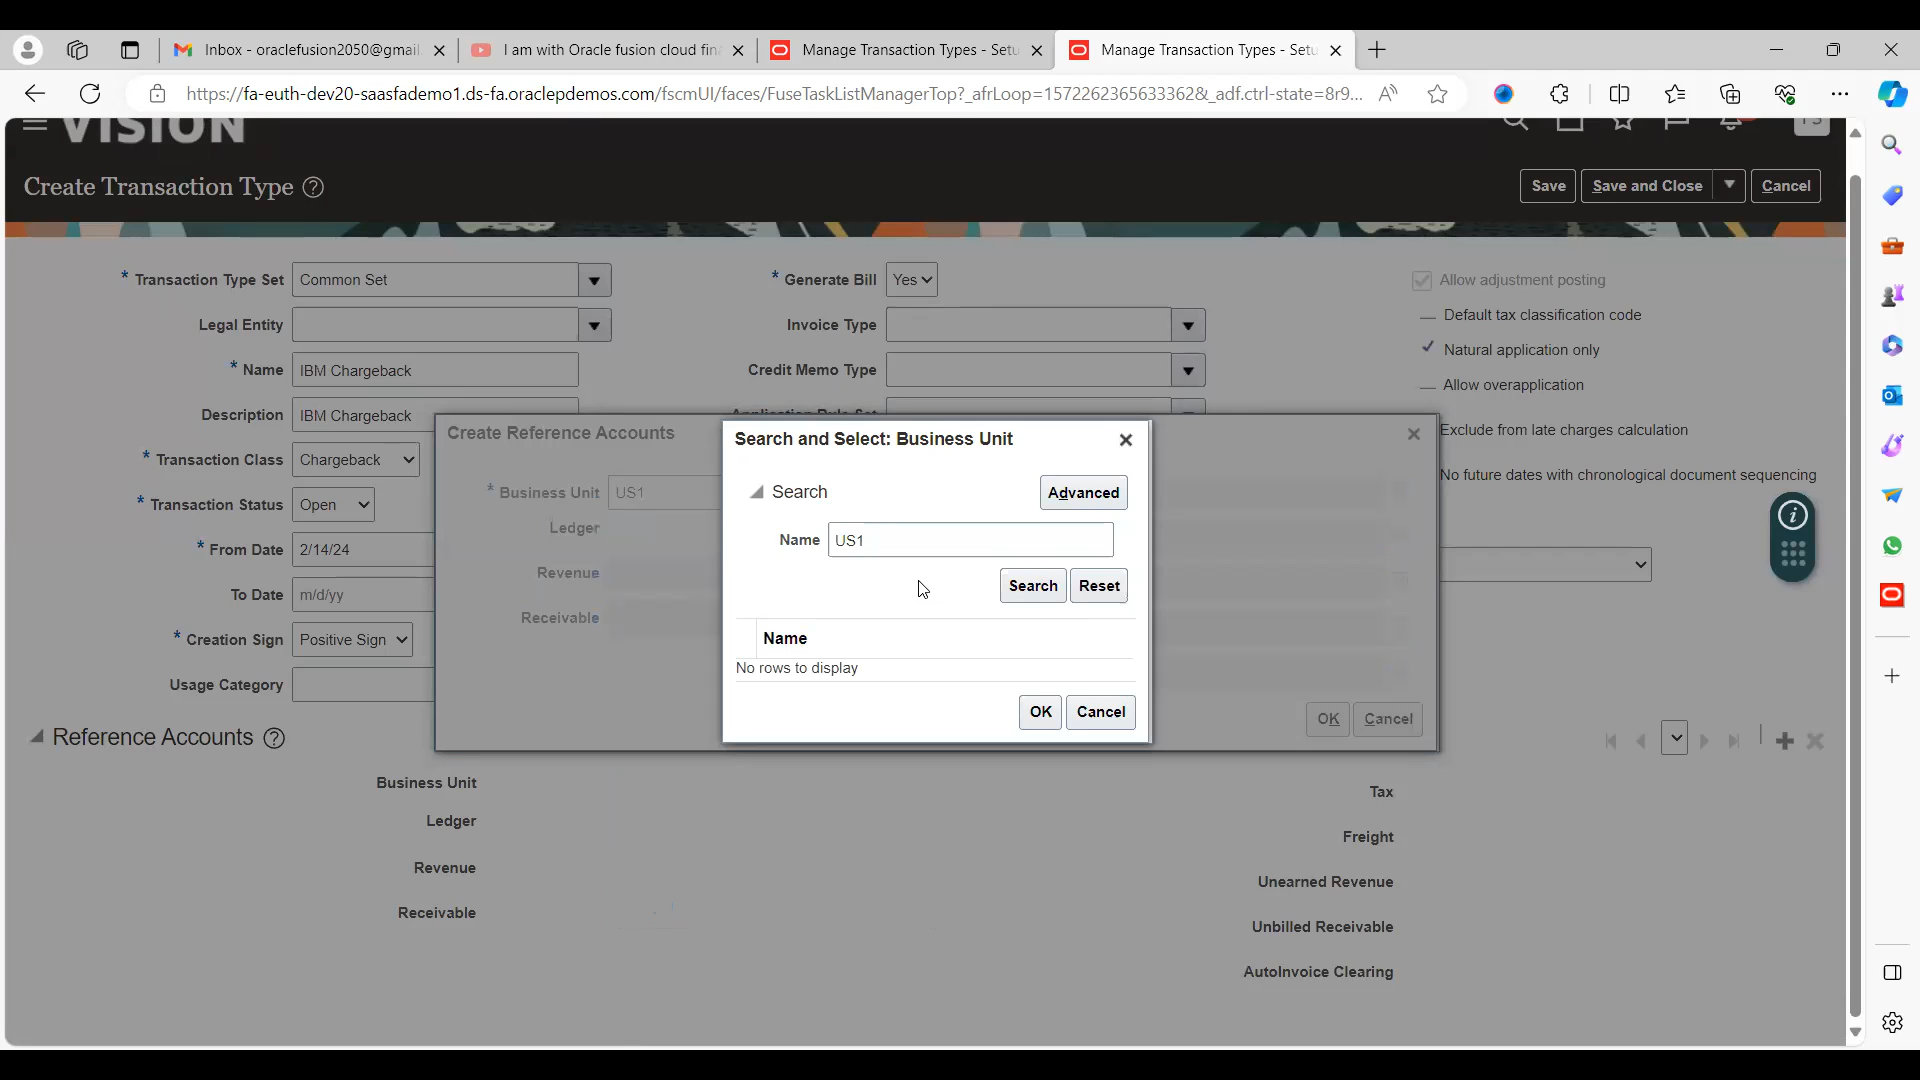 Inbox - oraclefusion2050@gmail
I am with Oracle fusion cloud fin
Manage Transaction Types - Setu
Manage Transaction Types - Setu
https://fa-euth-dev20-saasfademo1.ds-fa.oraclepdemos.com/fscmUI/faces/FuseTaskListManagerTop?_afrLoop=1572262365633362&_adf.ctrl-state=8r9...
VISION
Create Transaction Type
Save
Save and Close
Cancel
* Transaction Type Set Common Set
Legal Entity
* Name IBM Chargeback
Description IBM Chargeback
* Transaction Class Chargeback
* Transaction Status Open
* From Date 2/14/24
To Date m/d/yy
* Creation Sign Positive Sign
Usage Category
* Generate Bill Yes
Invoice Type
Credit Memo Type
Application Rule Set
Allow adjustment posting
Default tax classification code
Natural application only
Allow overapplication
Exclude from late charges calculation
No future dates with chronological document sequencing
Create Reference Accounts
* Business Unit US1
Ledger
Revenue
Receivable
OK
Cancel
Search and Select: Business Unit
Search
Advanced
Name US1
Search
Reset
Name
No rows to display
OK
Cancel
Reference Accounts
Business Unit
Ledger
Revenue
Receivable
Tax
Freight
Unearned Revenue
Unbilled Receivable
AutoInvoice Clearing